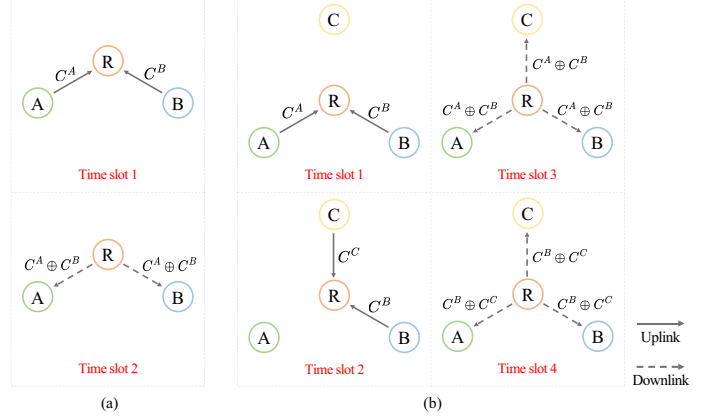 R
C^A
C^B
A
B
Time slot 1
R
C^A ⊕ C^B
C^A ⊕ C^B
A
B
Time slot 2
(a)
C
R
C^A
C^B
A
B
Time slot 1
C
C^A ⊕ C^B
R
C^A ⊕ C^B
C^A ⊕ C^B
A
B
Time slot 3
C
C^C
R
C^B
A
B
Time slot 2
C
C^B ⊕ C^C
R
C^B ⊕ C^C
C^B ⊕ C^C
A
B
Time slot 4
(b)
Uplink
Downlink